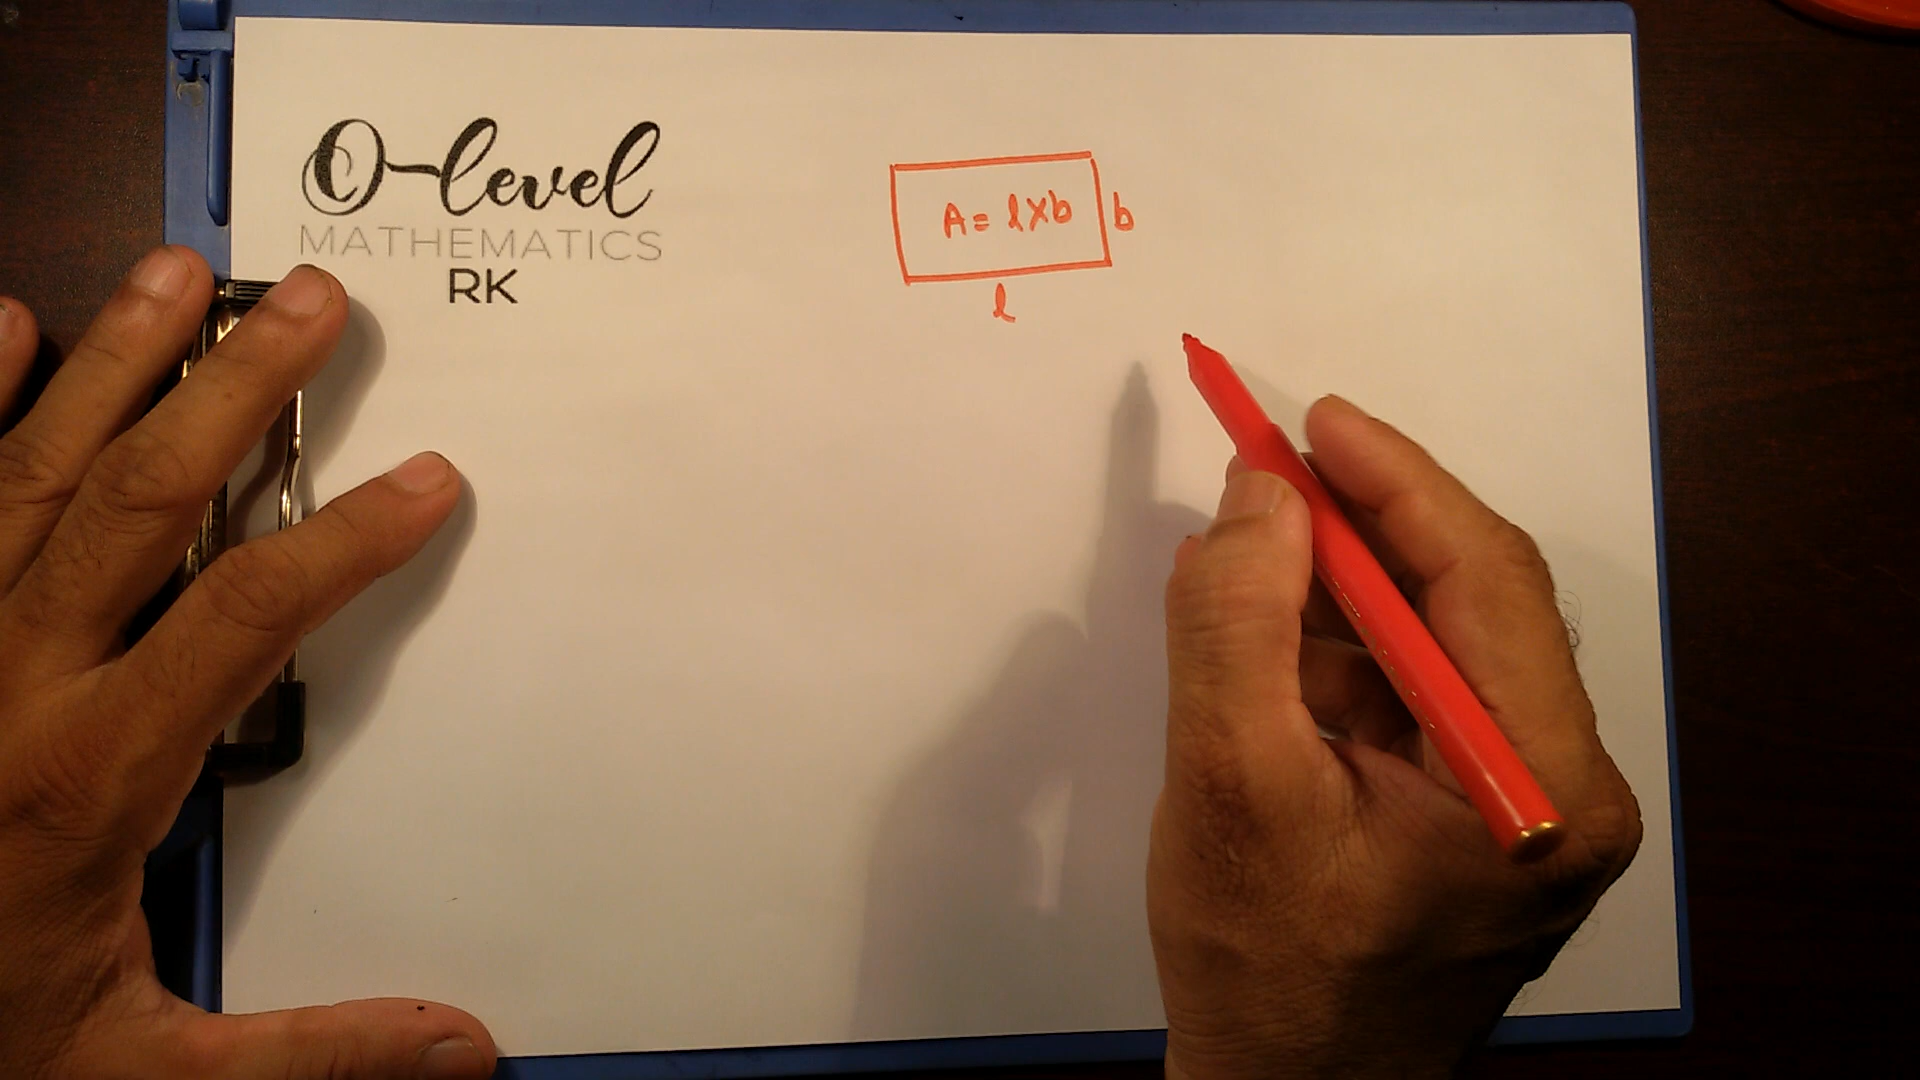 O-level
MATHEMATICS
RK
A = l×b
b
l